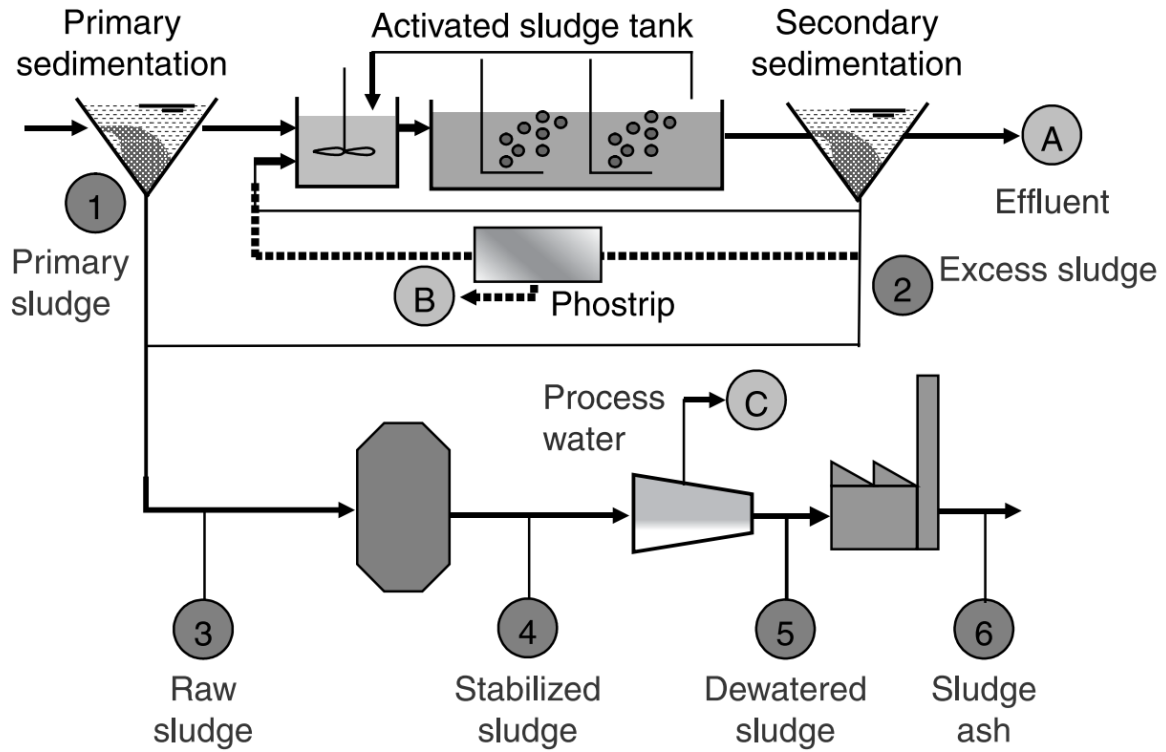 Primary
sedimentation
Activated sludge tank
Secondary
sedimentation
A
Effluent
1
Primary
sludge
B
Phostrip
2
Excess sludge
Process
water
C
3
Raw
sludge
4
Stabilized
sludge
5
Dewatered
sludge
6
Sludge
ash